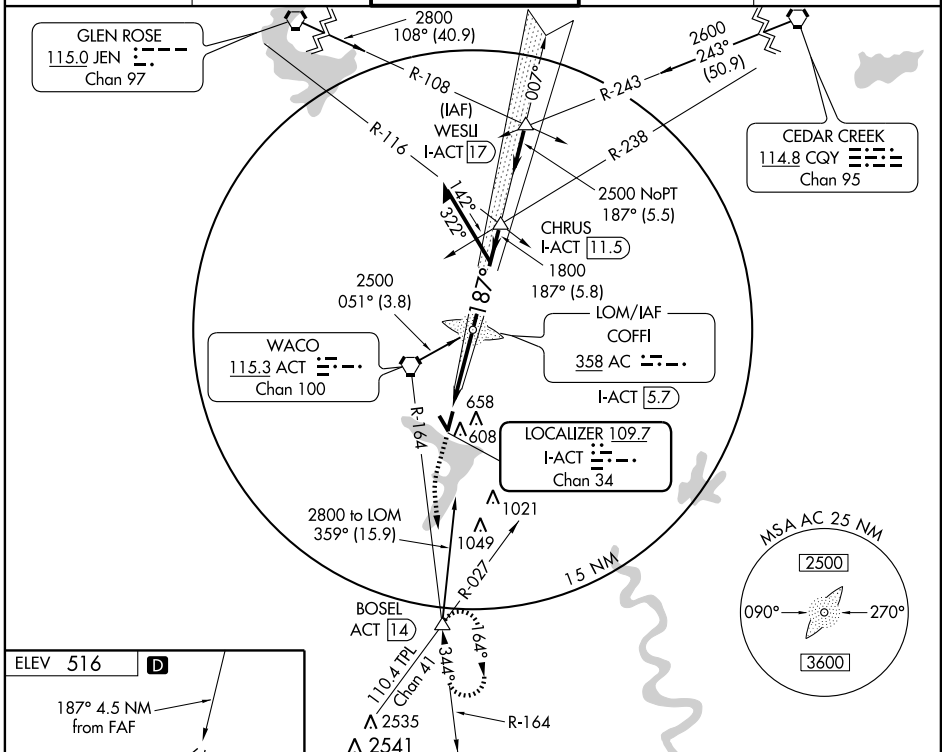 GLEN ROSE
115.0 JEN
Chan 97
2800
108° (40.9)
2600
243°
(50.9)
R-108
R-243
007°
(IAF)
WESLI
I-ACT 17
R-116
R-238
CEDAR CREEK
114.8 CQY
Chan 95
2500 NoPT
187° (5.5)
142°
322°
CHRUS
I-ACT 11.5
1800
187° (5.8)
187°
2500
051° (3.8)
LOM/IAF
COFFI
358 AC
I-ACT 5.7
WACO
115.3 ACT
Chan 100
R-164
658
608
LOCALIZER 109.7
I-ACT
Chan 34
1021
1049
2800 to LOM
359° (15.9)
R-027
15 NM
MSA AC 25 NM
2500
090°
270°
3600
BOSEL
ACT 14
164°
344°
110.4 TPL
Chan 41
R-164
2535
2541
ELEV 516 D
187° 4.5 NM
from FAF